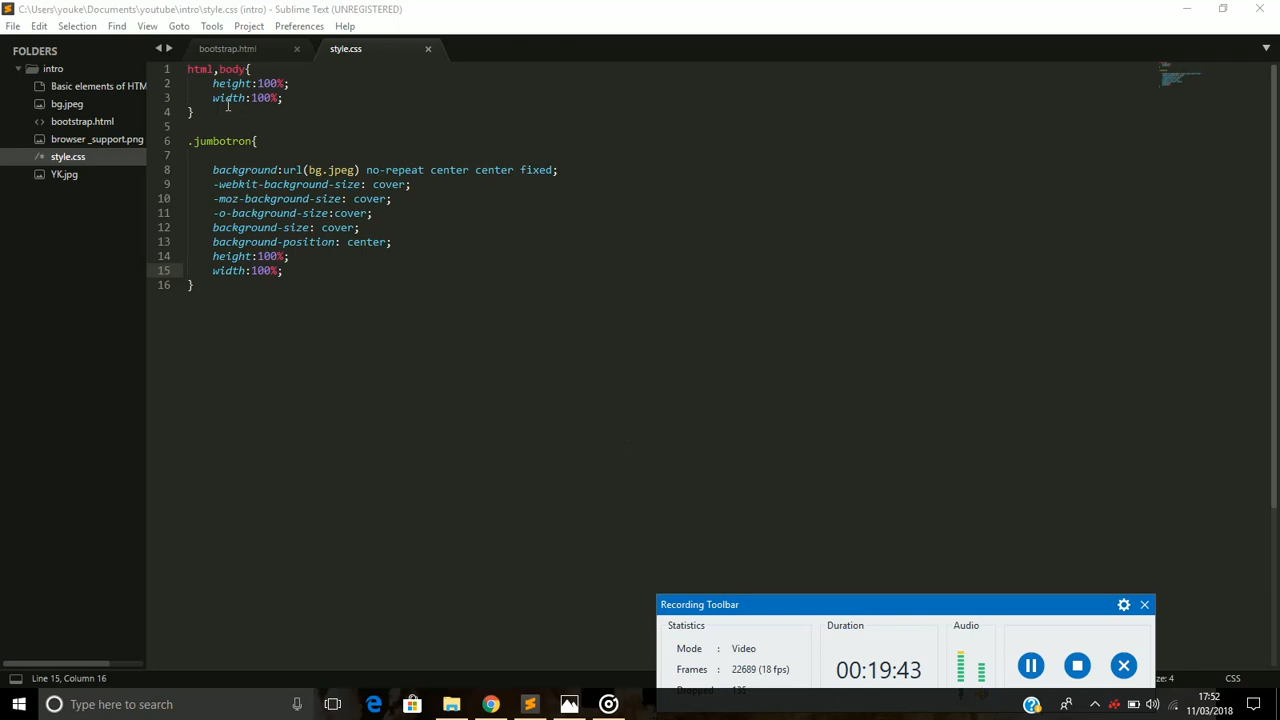 C:\Users\youke\Documents\youtube\intro\style.css (intro) - Sublime Text (UNREGISTERED)
File Edit Selection Find View Goto Tools Project Preferences Help
FOLDERS
intro
Basic elements of HTM
bg.jpeg
bootstrap.html
browser _support.png
style.css
YK.jpg
bootstrap.html
style.css
1 html,body{
2 height:100%;
3 width:100%;
4 }
5
6 .jumbotron{
7
8 background:url(bg.jpeg) no-repeat center center fixed;
9 -webkit-background-size: cover;
10 -moz-background-size: cover;
11 -o-background-size:cover;
12 background-size: cover;
13 background-position: center;
14 height:100%;
15 width:100%;
16 }
Recording Toolbar
Statistics
Mode : Video
Frames : 22689 (18 fps)
Dropped : 135
Duration
00:19:43
Audio
Line 15, Column 16
ze: 4
CSS
Type here to search
17:52
11/03/2018